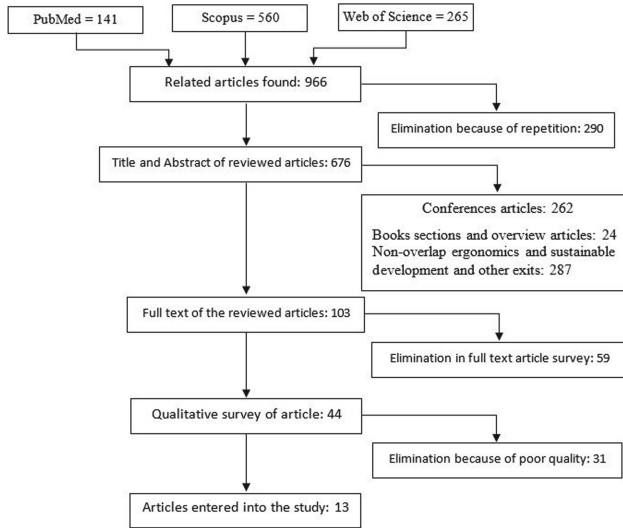 PubMed = 141
Scopus = 560
Web of Science = 265
Related articles found: 966
Elimination because of repetition: 290
Title and Abstract of reviewed articles: 676
Conferences articles: 262
Books sections and overview articles: 24
Non-overlap ergonomics and sustainable
development and other exits: 287
Full text of the reviewed articles: 103
Elimination in full text article survey: 59
Qualitative survey of article: 44
Elimination because of poor quality: 31
Articles entered into the study: 13